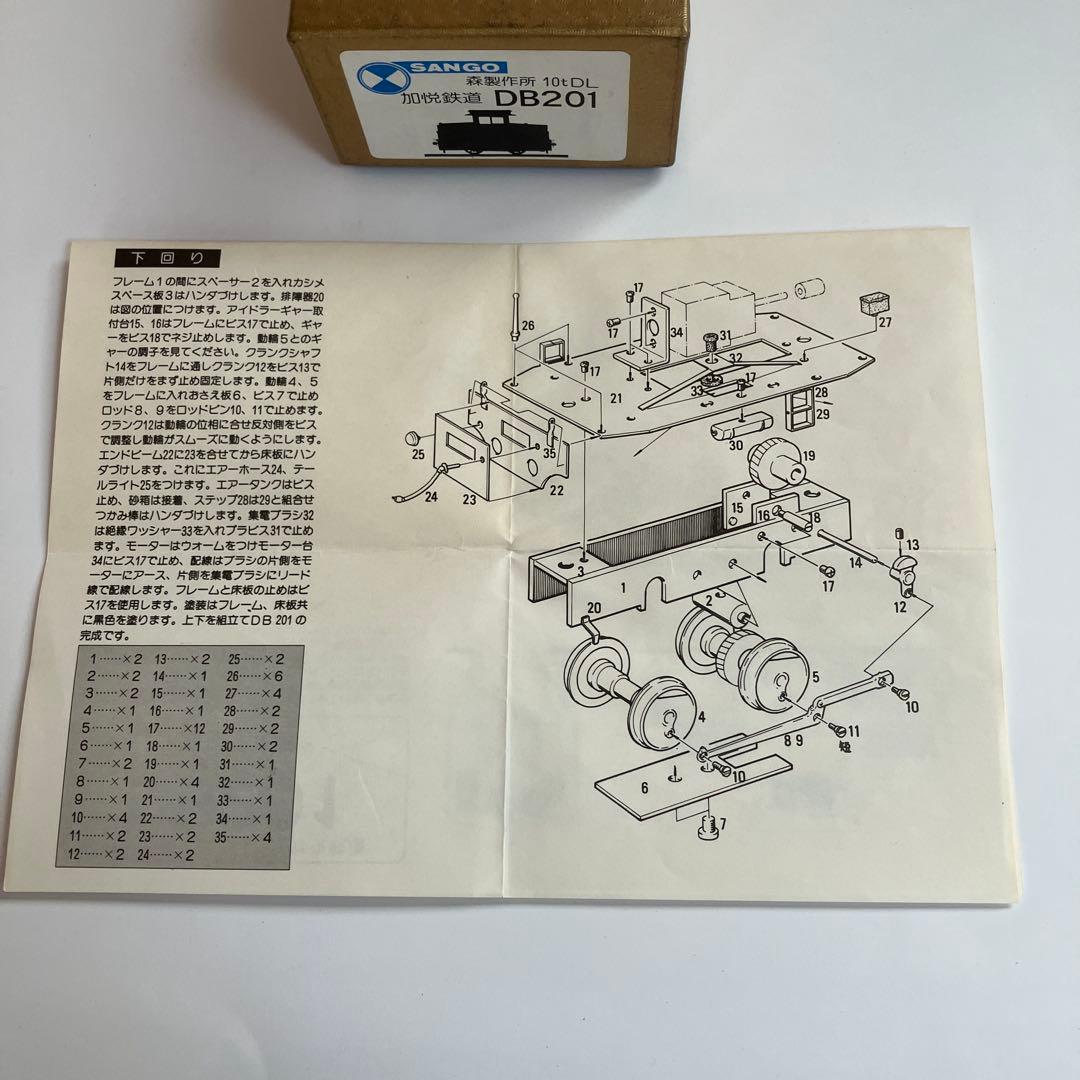 SANGO
森製作所 10tDL
加悦鉄道 DB201
下回り
フレーム1の間にスペーサー2を入れカシメ
スペース板3はハンダづけします。排障器20
は図の位置につけます。アイドラーギャー取
付台15、16はフレームにビス17で止め、ギャ
ーをビス18でネジ止めします。動輪5とのギ
ャーの調子を見てください。クランクシャフ
ト14をフレームに通しクランク12をビス13で
片側だけをまず止め固定します。動輪4、5
をフレームに入れおさえ板6、ビス7で止め
ロッド8、9をロッドピン10、11で止めます。
クランク12は動輪の位相に合せ反対側をビス
で調整し動輪がスムーズに動くようにします。
エンドビーム22に23を合せてから床板にハン
ダづけします。これにエアーホース24、テー
ルライト25をつけます。エアータンクはビス
止め、砂箱は接着、ステップ28は29と組合せ
つかみ棒はハンダづけします。集電ブラシ32
は絶縁ワッシャー33を入れプラビス31で止め
ます。モーターはウォームをつけモーター台
34にビス17で止め、配線はブラシの片側をモ
ーターにアース、片側を集電ブラシにリード
線で配線します。フレームと床板の止めはビ
ス17を使用します。塗装はフレーム、床板共
に黒色を塗ります。上下を組立てDB 201の
完成です。
1……×2 13……×2 25……×2
2……×2 14……×1 26……×6
3……×2 15……×1 27……×4
4……×1 16……×1 28……×2
5……×1 17……×12 29……×2
6……×1 18……×1 30……×2
7……×2 19……×1 31……×1
8……×1 20……×4 32……×1
9……×1 21……×1 33……×1
10……×4 22……×2 34……×1
11……×2 23……×2 35……×4
12……×2 24……×2
17
26
17
34
31
27
17
32
17
21
33
28
29
30
25
35
24
23
22
19
15
16
18
13
3
1
14
17
12
20
2
5
10
4
11
短
8 9
10
6
7